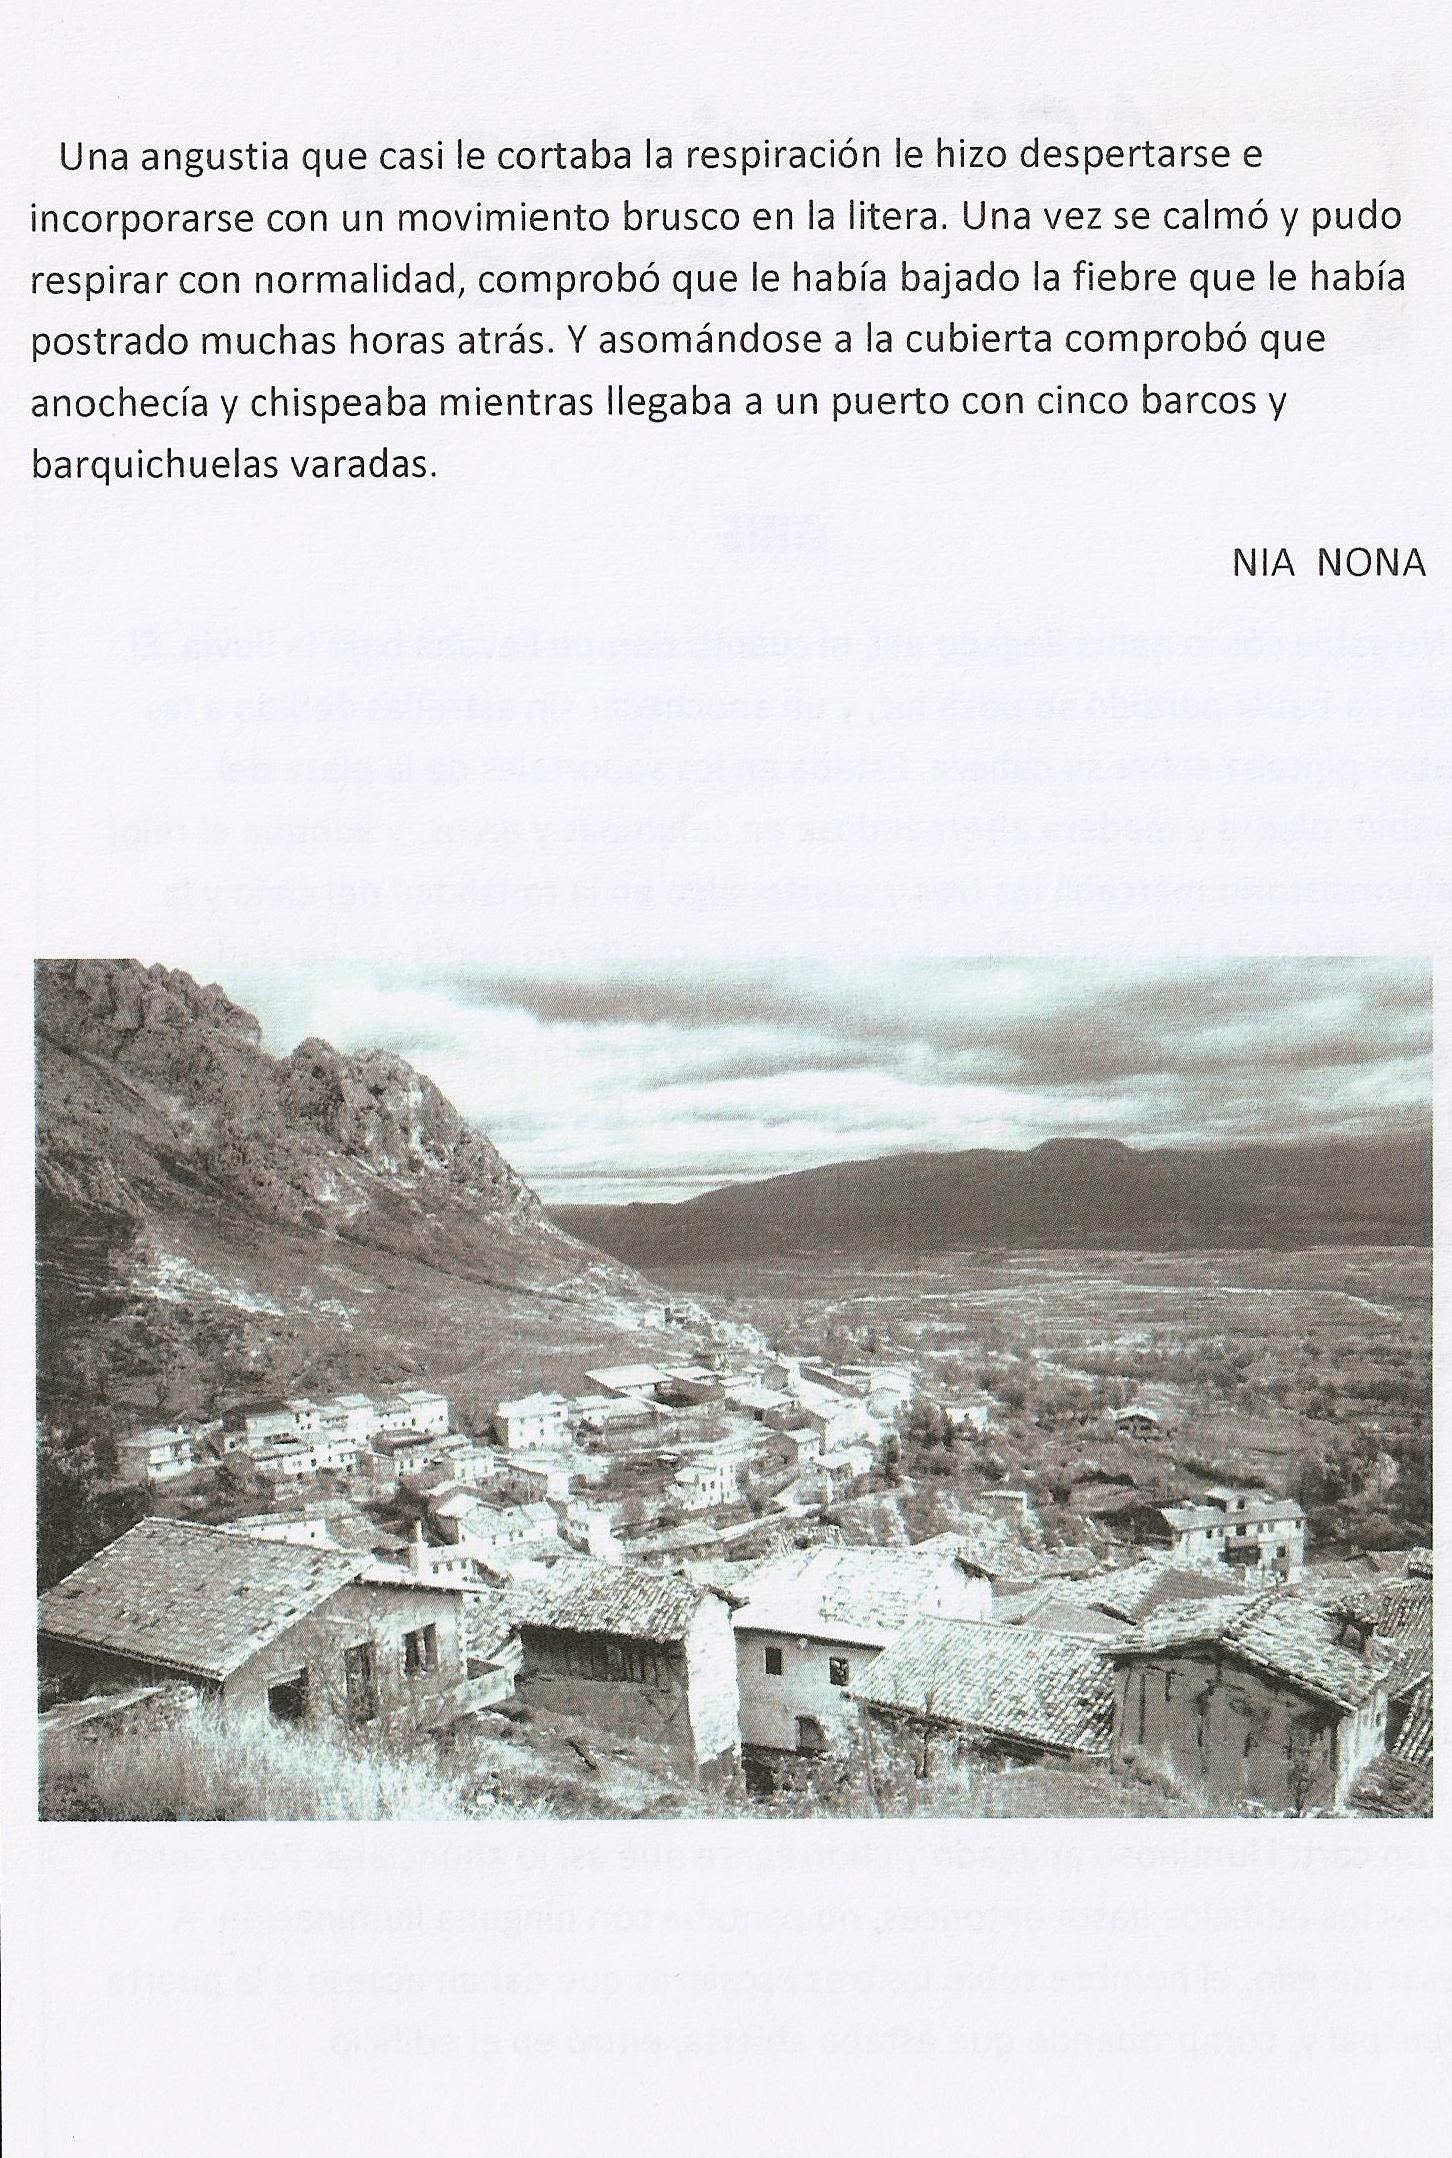 Una angustia que casi le cortaba la respiración le hizo despertarse e
incorporarse con un movimiento brusco en la litera. Una vez se calmó y pudo
respirar con normalidad, comprobó que le había bajado la fiebre que le había
postrado muchas horas atrás. Y asomándose a la cubierta comprobó que
anochecía y chispeaba mientras llegaba a un puerto con cinco barcos y
barquichuelas varadas.
NIA NONA